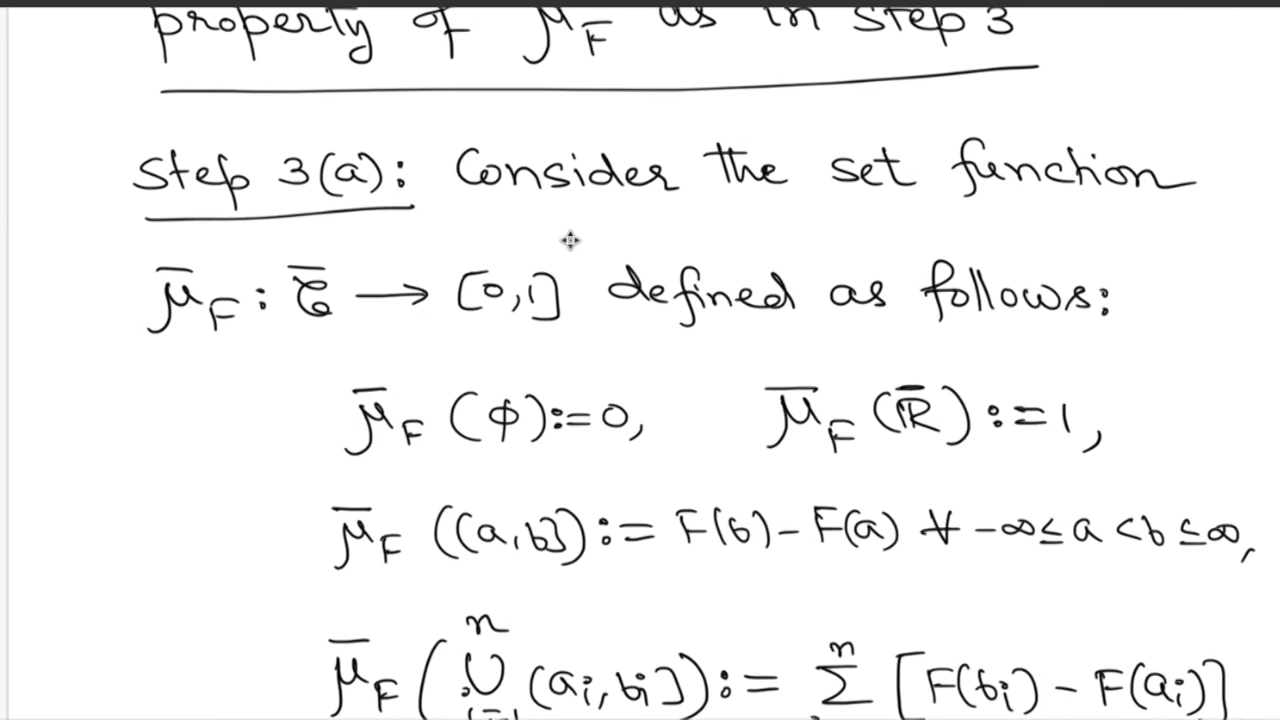 property of μ_F as in step 3
Step 3(a): Consider the set function
μ̄_F : 𝒞̄ → [0,1] defined as follows:
μ̄_F (φ) := 0, μ̄_F (ℝ̄) := 1,
μ̄_F ((a,b]) := F(b) – F(a) ∀ -∞ ≤ a < b ≤ ∞,
μ̄_F ( ⋃_{i=1}^{n} (a_i, b_i] ) := Σ^n [F(b_i) – F(a_i)]